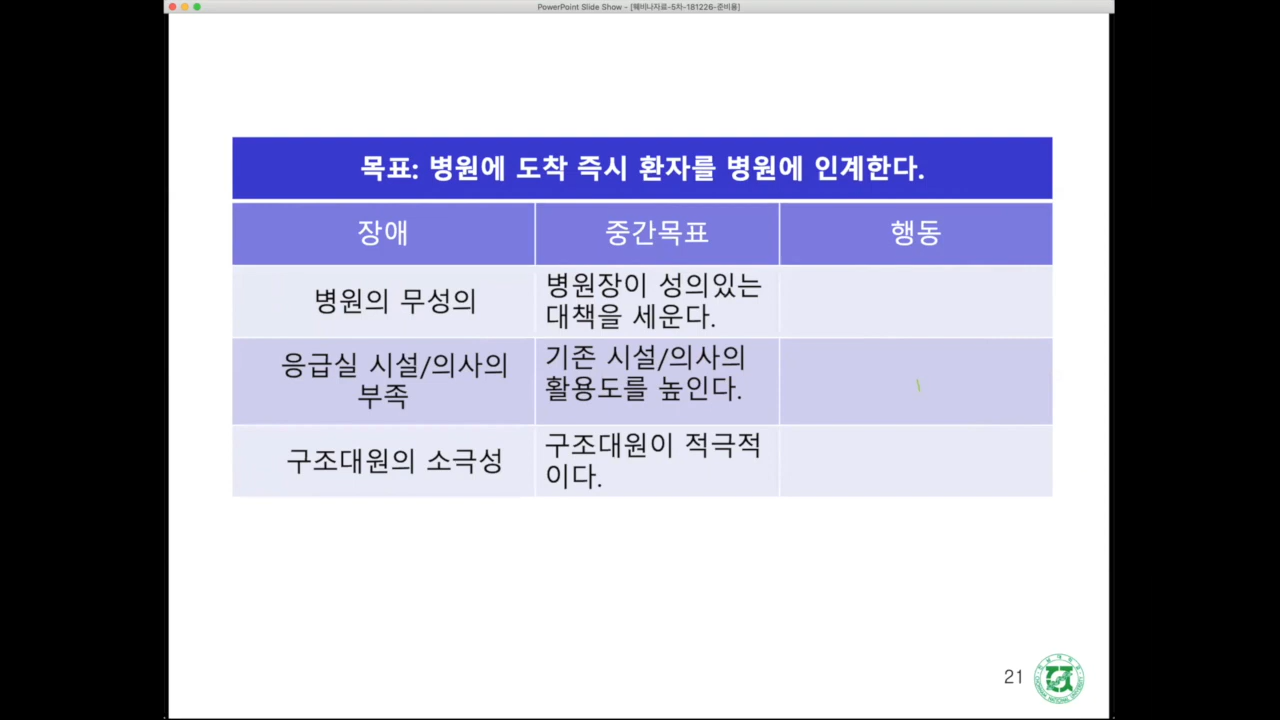 PowerPoint Slide Show - [웨비나자료-5차-181226-준비용]
목표: 병원에 도착 즉시 환자를 병원에 인계한다.
장애
중간목표
행동
병원의 무성의
병원장이 성의있는
대책을 세운다.
응급실 시설/의사의
부족
기존 시설/의사의
활용도를 높인다.
구조대원의 소극성
구조대원이 적극적
이다.
21